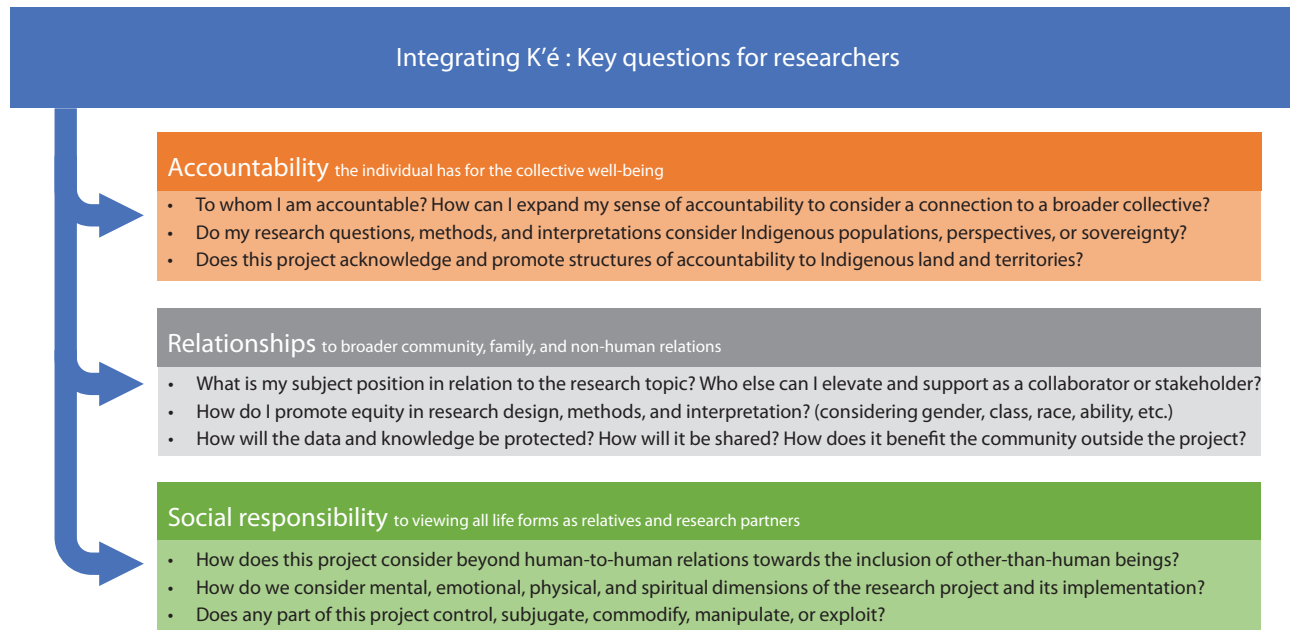 Integrating K’é : Key questions for researchers
Accountability the individual has for the collective well-being
• To whom I am accountable? How can I expand my sense of accountability to consider a connection to a broader collective?
• Do my research questions, methods, and interpretations consider Indigenous populations, perspectives, or sovereignty?
• Does this project acknowledge and promote structures of accountability to Indigenous land and territories?
Relationships to broader community, family, and non-human relations
• What is my subject position in relation to the research topic? Who else can I elevate and support as a collaborator or stakeholder?
• How do I promote equity in research design, methods, and interpretation? (considering gender, class, race, ability, etc.)
• How will the data and knowledge be protected? How will it be shared? How does it benefit the community outside the project?
Social responsibility to viewing all life forms as relatives and research partners
• How does this project consider beyond human-to-human relations towards the inclusion of other-than-human beings?
• How do we consider mental, emotional, physical, and spiritual dimensions of the research project and its implementation?
• Does any part of this project control, subjugate, commodify, manipulate, or exploit?